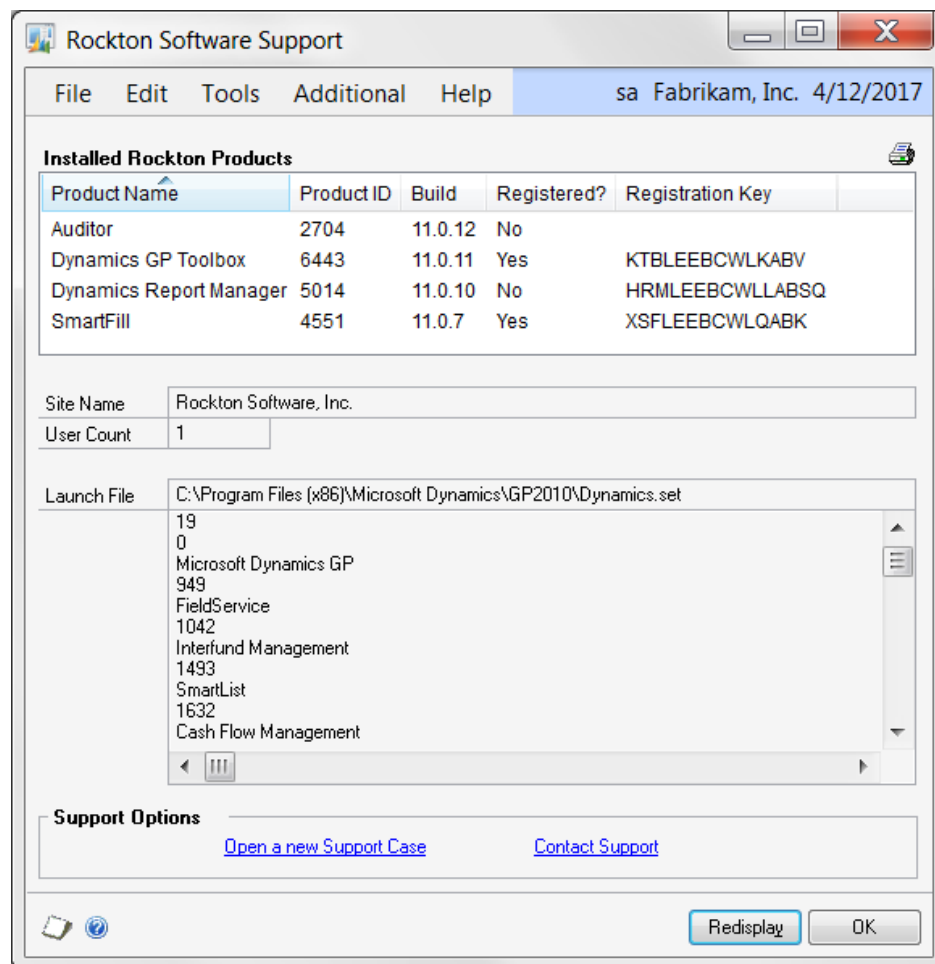 Rockton Software Support
File Edit Tools Additional Help sa Fabrikam, Inc. 4/12/2017
Installed Rockton Products
Product Name Product ID Build Registered? Registration Key
Auditor 2704 11.0.12 No
Dynamics GP Toolbox 6443 11.0.11 Yes KTBLEEBCWLKABV
Dynamics Report Manager 5014 11.0.10 No HRMLEEBCWLLABSQ
SmartFill 4551 11.0.7 Yes XSFLEEBCWLQABK
Site Name Rockton Software, Inc.
User Count 1
Launch File C:\Program Files (x86)\Microsoft Dynamics\GP2010\Dynamics.set
19
0
Microsoft Dynamics GP
949
FieldService
1042
Interfund Management
1493
SmartList
1632
Cash Flow Management
Support Options
Open a new Support Case Contact Support
Redisplay OK